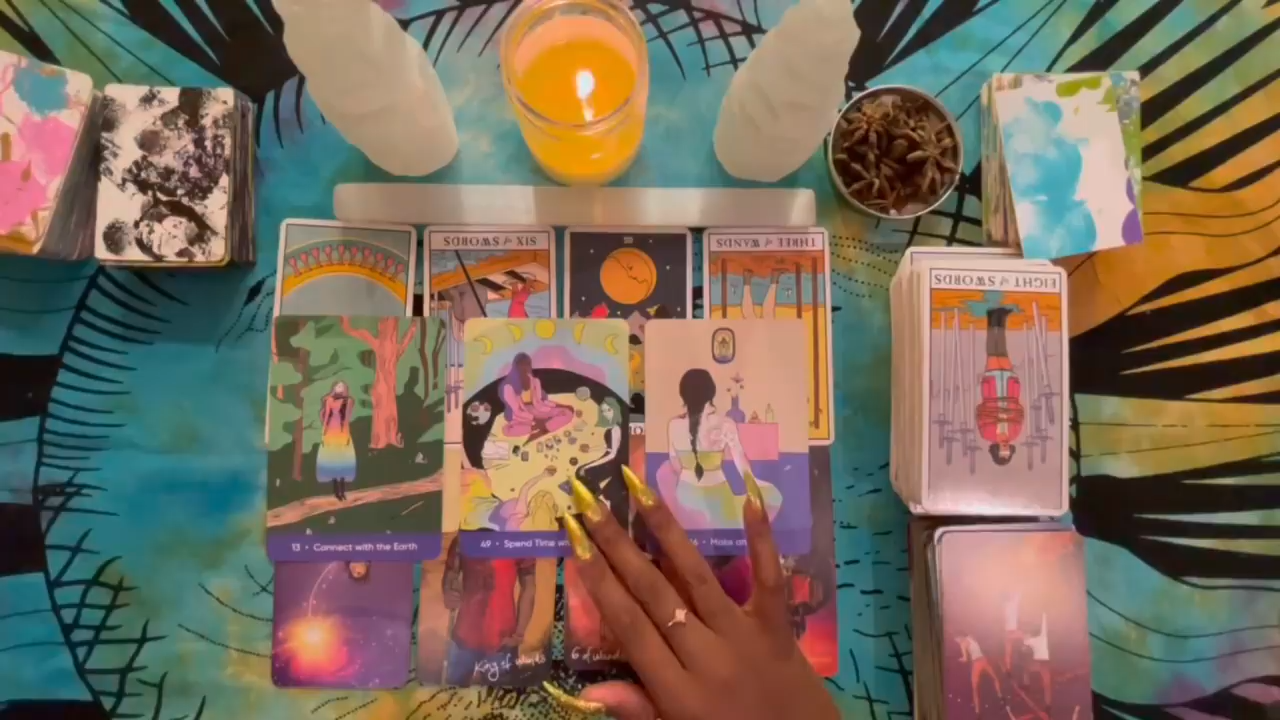 SIX of SWORDS
THREE of WANDS
EIGHT of SWORDS
13 • Connect with the Earth
49 • Spend Time
King of wands
6 of wands